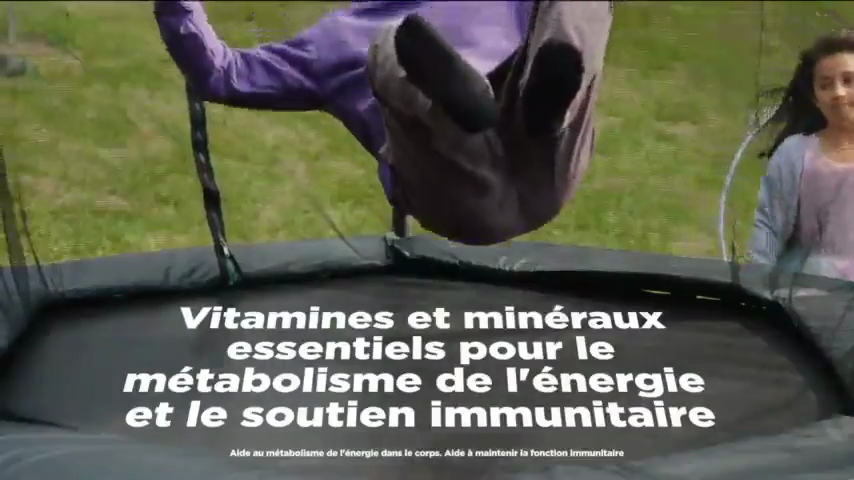 Vitamines et minéraux
essentiels pour le
métabolisme de l'énergie
et le soutien immunitaire
Aide au métabolisme de l'énergie dans le corps. Aide à maintenir la fonction immunitaire